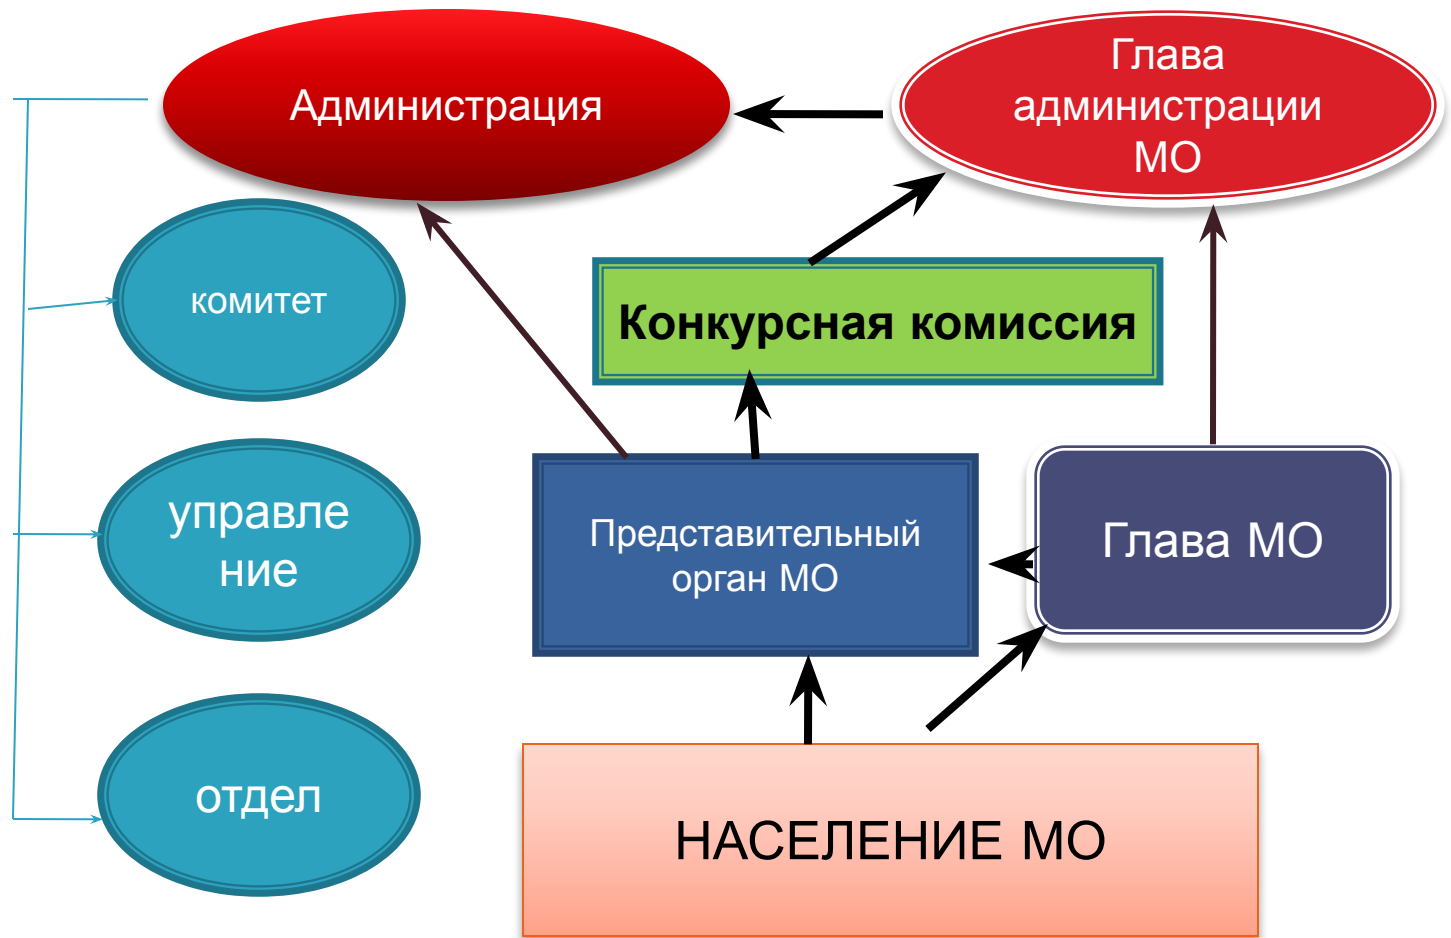 Администрация
Глава
администрации
МО
комитет
Конкурсная комиссия
управле
ние
Представительный
орган МО
Глава МО
отдел
НАСЕЛЕНИЕ МО